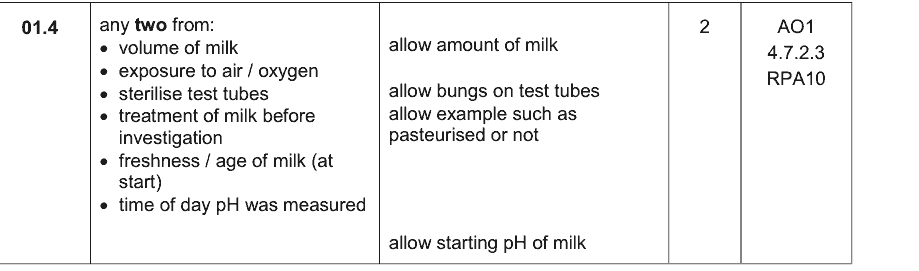 01.4
any two from:
• volume of milk
• exposure to air / oxygen
• sterilise test tubes
• treatment of milk before
investigation
• freshness / age of milk (at
start)
• time of day pH was measured
allow amount of milk
allow bungs on test tubes
allow example such as
pasteurised or not
allow starting pH of milk
2
AO1
4.7.2.3
RPA10